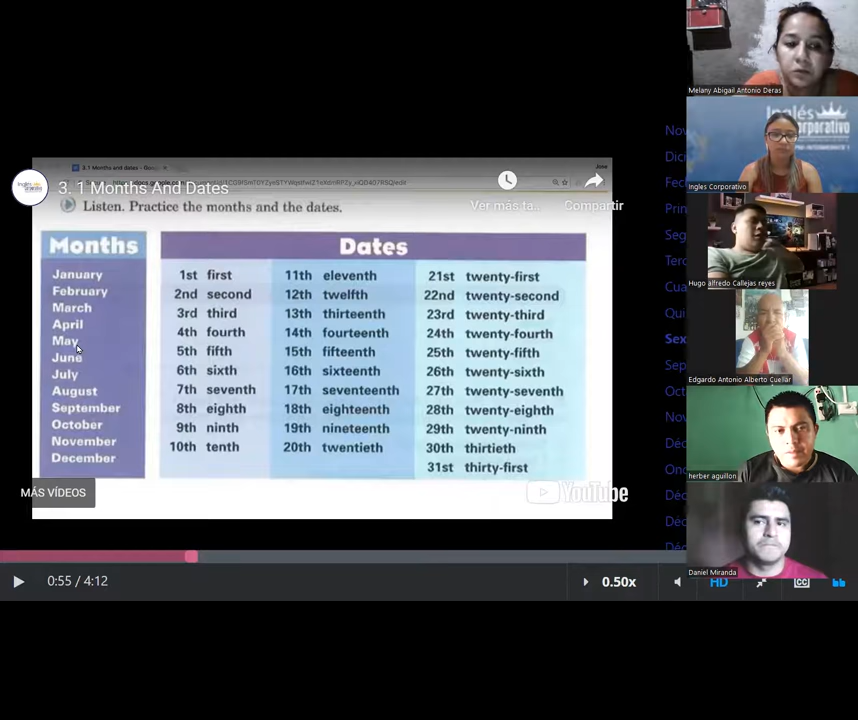 3. 1 Months And Dates
Ver más ta...
Compartir
Listen. Practice the months and the dates.
Months
January
February
March
April
May
June
July
August
September
October
November
December
Dates
1st first
2nd second
3rd third
4th fourth
5th fifth
6th sixth
7th seventh
8th eighth
9th ninth
10th tenth
11th eleventh
12th twelfth
13th thirteenth
14th fourteenth
15th fifteenth
16th sixteenth
17th seventeenth
18th eighteenth
19th nineteenth
20th twentieth
21st twenty-first
22nd twenty-second
23rd twenty-third
24th twenty-fourth
25th twenty-fifth
26th twenty-sixth
27th twenty-seventh
28th twenty-eighth
29th twenty-ninth
30th thirtieth
31st thirty-first
MÁS VÍDEOS
YouTube
0:55 / 4:12
0.50x
HD
CC
Melany Abigail Antonio Deras
Inglés
Corporativo
Ingles Corporativo
Hugo alfredo Callejas reyes
Edgardo Antonio Alberto Cuellar
herber aguillon
Daniel Miranda